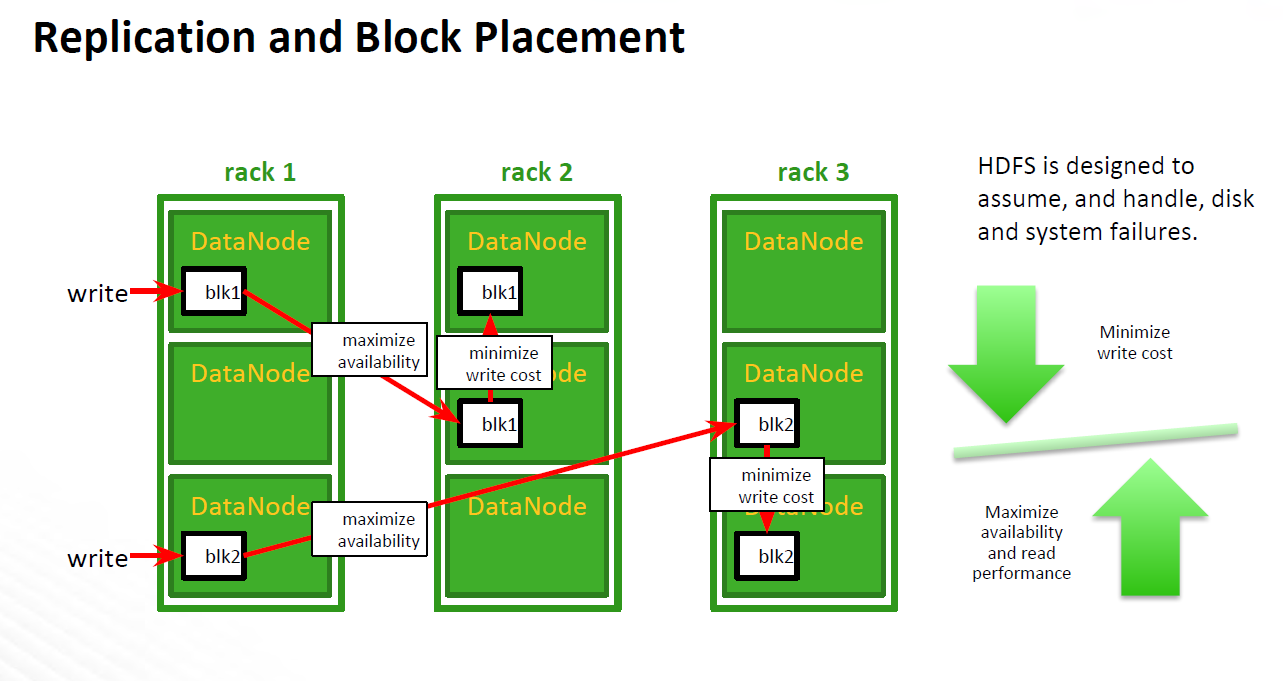 Replication and Block Placement
rack 1
rack 2
rack 3
DataNode
blk1
write
DataNode
DataNode
blk2
write
maximize
availability
maximize
availability
DataNode
blk1
minimize
write cost
blk1
DataNode
DataNode
DataNode
blk2
minimize
write cost
blk2
HDFS is designed to
assume, and handle, disk
and system failures.
Minimize
write cost
Maximize
availability
and read
performance